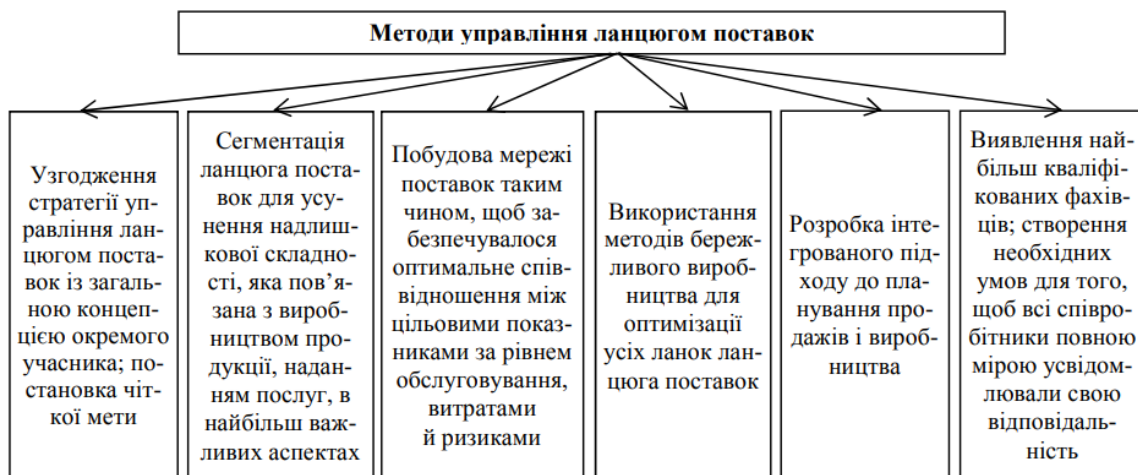 Методи управління ланцюгом поставок
Узгодження
стратегії уп-
равління лан-
цюгом поста-
вок із загаль-
ною концеп-
цією окремого
учасника; по-
становка чіт-
кої мети
Сегментація
ланцюга поста-
вок для усу-
нення надлиш-
кової складно-
сті, яка пов’я-
зана з вироб-
ництвом про-
дукції, надан-
ням послуг, в
найбільш важ-
ливих аспектах
Побудова мережі
поставок таким
чином, щоб за-
безпечувалося
оптимальне спів-
відношення між
цільовими показ-
никами за рівнем
обслуговування,
витратами
й ризиками
Використання
методів береж-
ливого вироб-
ництва для
оптимізації
усіх ланок лан-
цюга поставок
Розробка інте-
грованого під-
ходу до пла-
нування про-
дажів і вироб-
ництва
Виявлення най-
більш кваліфі-
кованих фахів-
ців; створення
необхідних
умов для того,
щоб всі співро-
бітники повною
мірою усвідом-
лювали свою
відповідаль-
ність